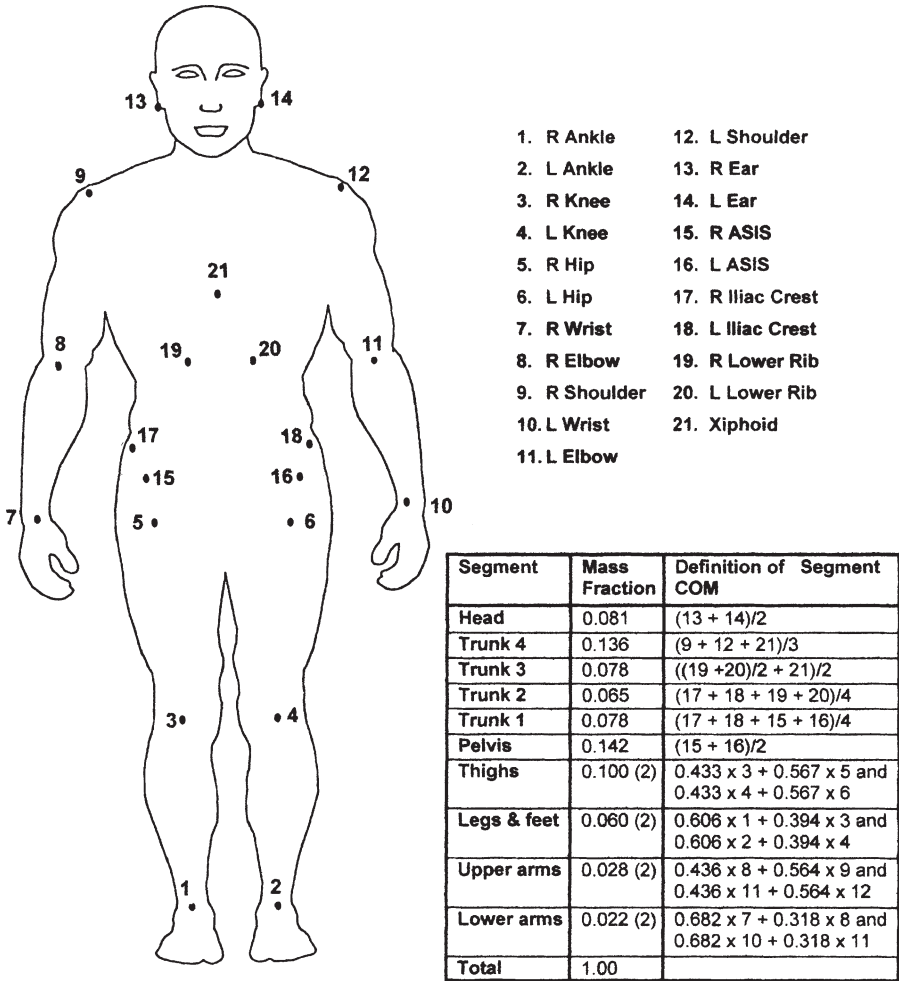 13
14
9
12
21
8
19
20
11
17
18
15
16
7
5
6
10
3
4
1
2
1. R Ankle
2. L Ankle
3. R Knee
4. L Knee
5. R Hip
6. L Hip
7. R Wrist
8. R Elbow
9. R Shoulder
10. L Wrist
11. L Elbow
12. L Shoulder
13. R Ear
14. L Ear
15. R ASIS
16. L ASIS
17. R Iliac Crest
18. L Iliac Crest
19. R Lower Rib
20. L Lower Rib
21. Xiphoid
Segment Mass Fraction Definition of Segment COM
Head 0.081 (13 + 14)/2
Trunk 4 0.136 (9 + 12 + 21)/3
Trunk 3 0.078 ((19 +20)/2 + 21)/2
Trunk 2 0.065 (17 + 18 + 19 + 20)/4
Trunk 1 0.078 (17 + 18 + 15 + 16)/4
Pelvis 0.142 (15 + 16)/2
Thighs 0.100 (2) 0.433 x 3 + 0.567 x 5 and
0.433 x 4 + 0.567 x 6
Legs & feet 0.060 (2) 0.606 x 1 + 0.394 x 3 and
0.606 x 2 + 0.394 x 4
Upper arms 0.028 (2) 0.436 x 8 + 0.564 x 9 and
0.436 x 11 + 0.564 x 12
Lower arms 0.022 (2) 0.682 x 7 + 0.318 x 8 and
0.682 x 10 + 0.318 x 11
Total 1.00